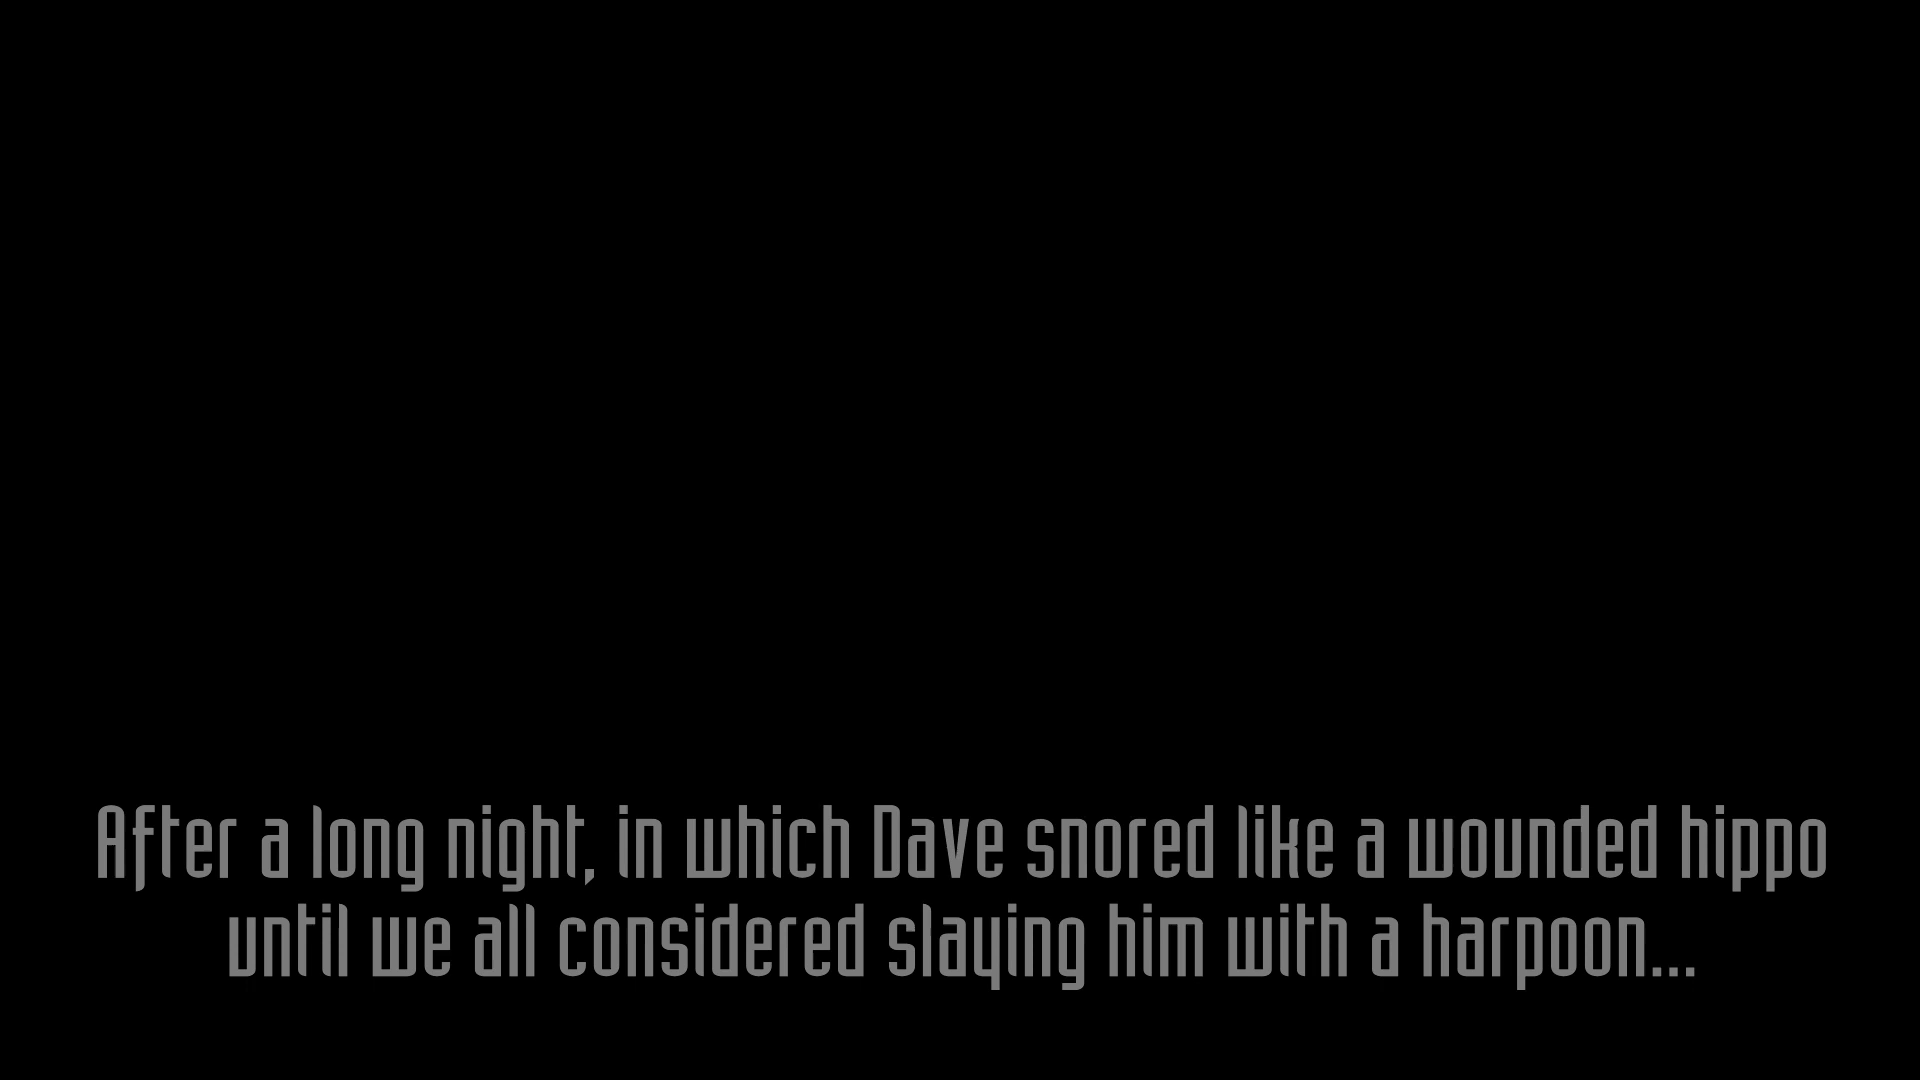 After a long night, in which Dave snored like a wounded hippo
until we all considered slaying him with a harpoon...